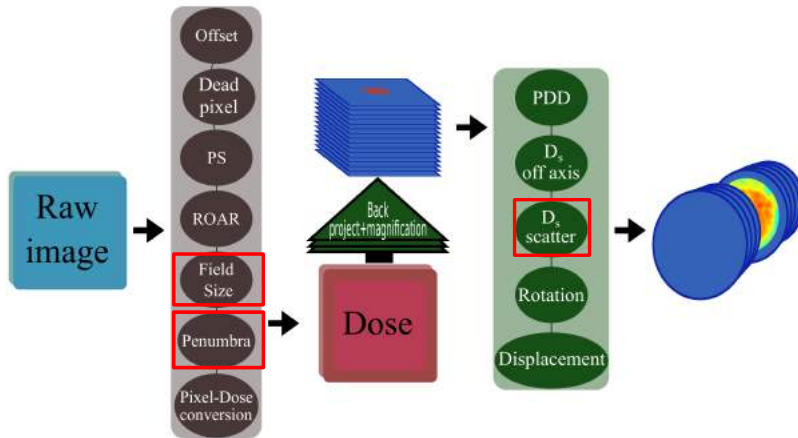 Raw
image
Offset
Dead
pixel
PS
ROAR
Field
Size
Penumbra
Pixel-Dose
conversion
Back
project+magnification
Dose
PDD
Ds
off axis
Ds
scatter
Rotation
Displacement